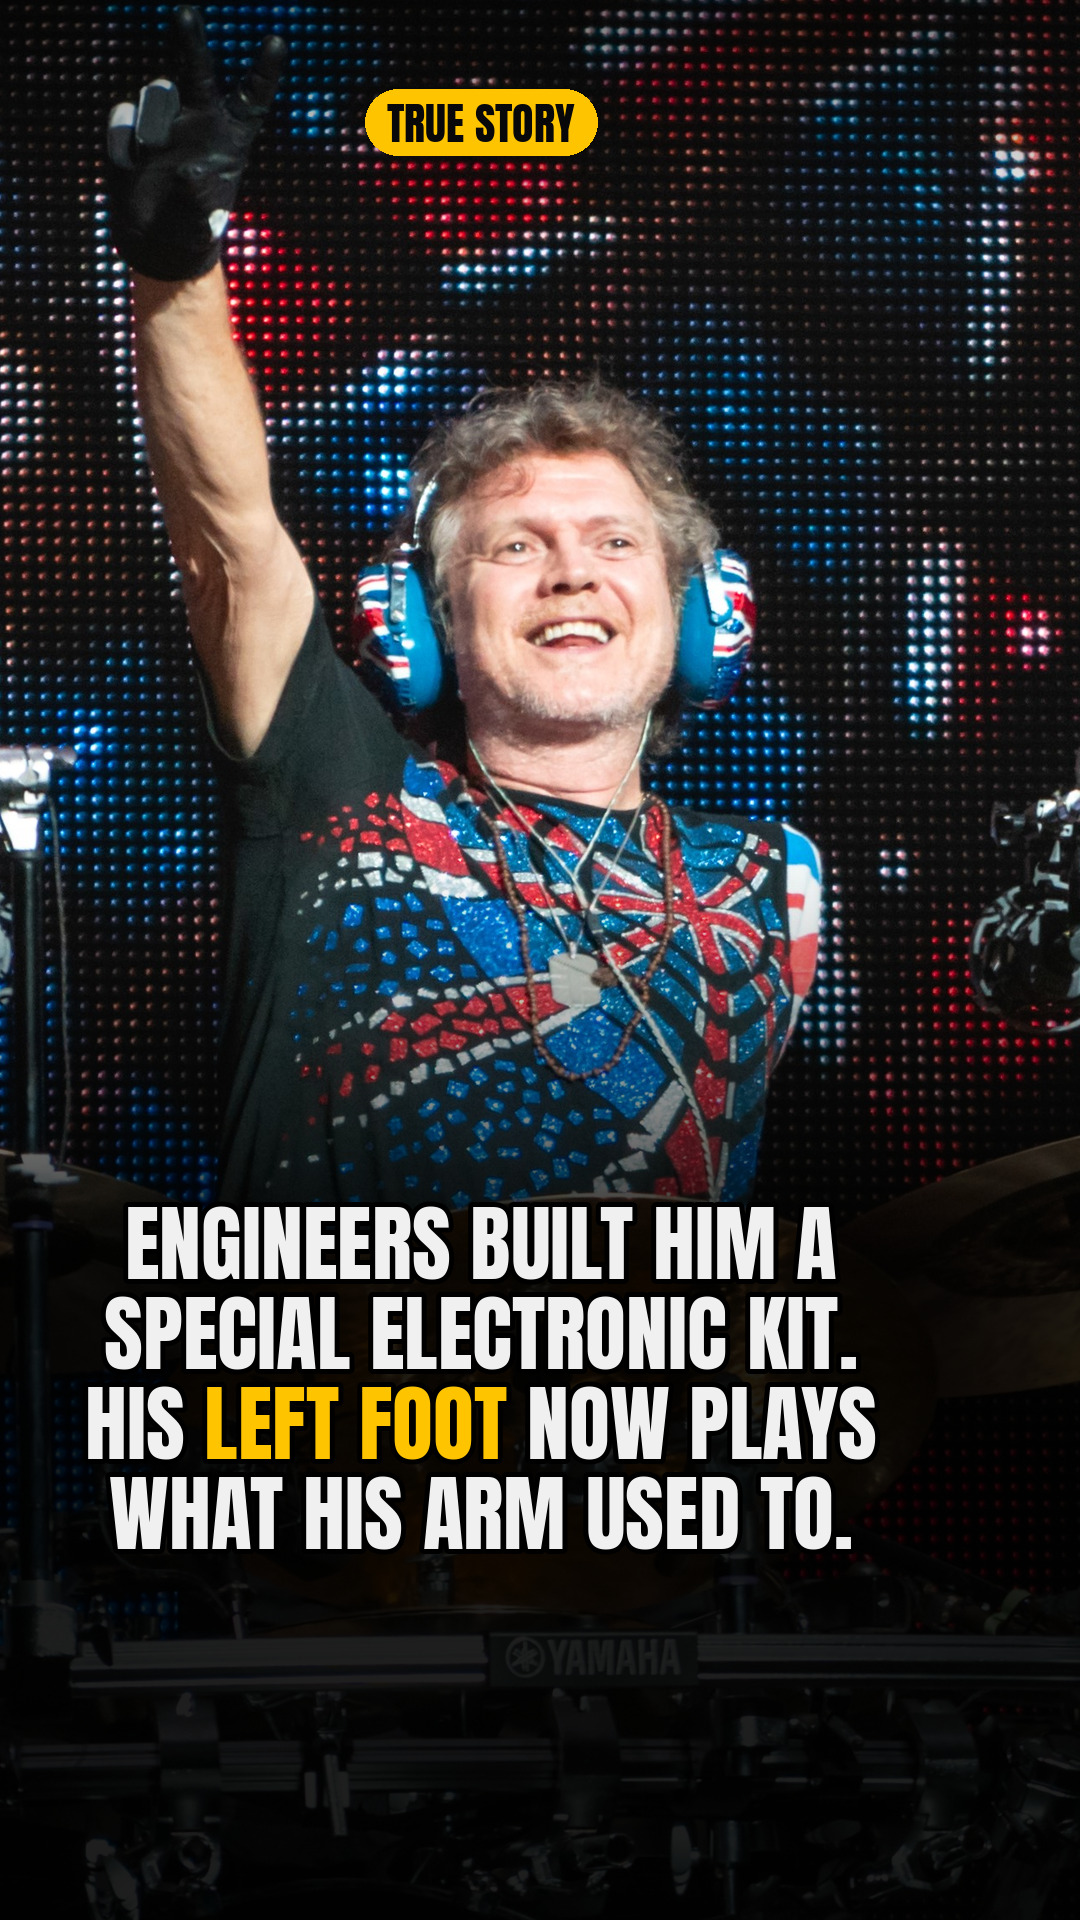 TRUE STORY
ENGINEERS BUILT HIM A
SPECIAL ELECTRONIC KIT.
HIS LEFT FOOT NOW PLAYS
WHAT HIS ARM USED TO.
YAMAHA